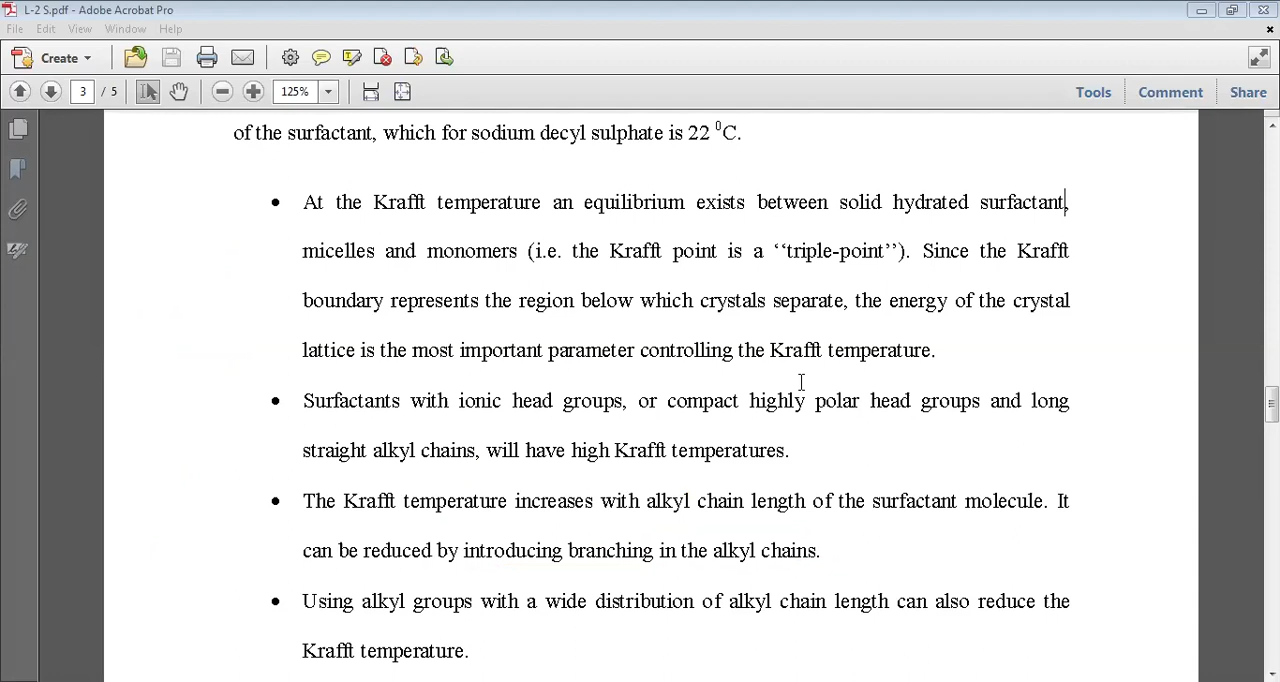 L-2 S.pdf - Adobe Acrobat Pro
File Edit View Window Help
Create
3 / 5 125% Tools Comment Share
of the surfactant, which for sodium decyl sulphate is 22 ⁰C.
• At the Krafft temperature an equilibrium exists between solid hydrated surfactant,
micelles and monomers (i.e. the Krafft point is a ‘‘triple-point’’). Since the Krafft
boundary represents the region below which crystals separate, the energy of the crystal
lattice is the most important parameter controlling the Krafft temperature.
• Surfactants with ionic head groups, or compact highly polar head groups and long
straight alkyl chains, will have high Krafft temperatures.
• The Krafft temperature increases with alkyl chain length of the surfactant molecule. It
can be reduced by introducing branching in the alkyl chains.
• Using alkyl groups with a wide distribution of alkyl chain length can also reduce the
Krafft temperature.